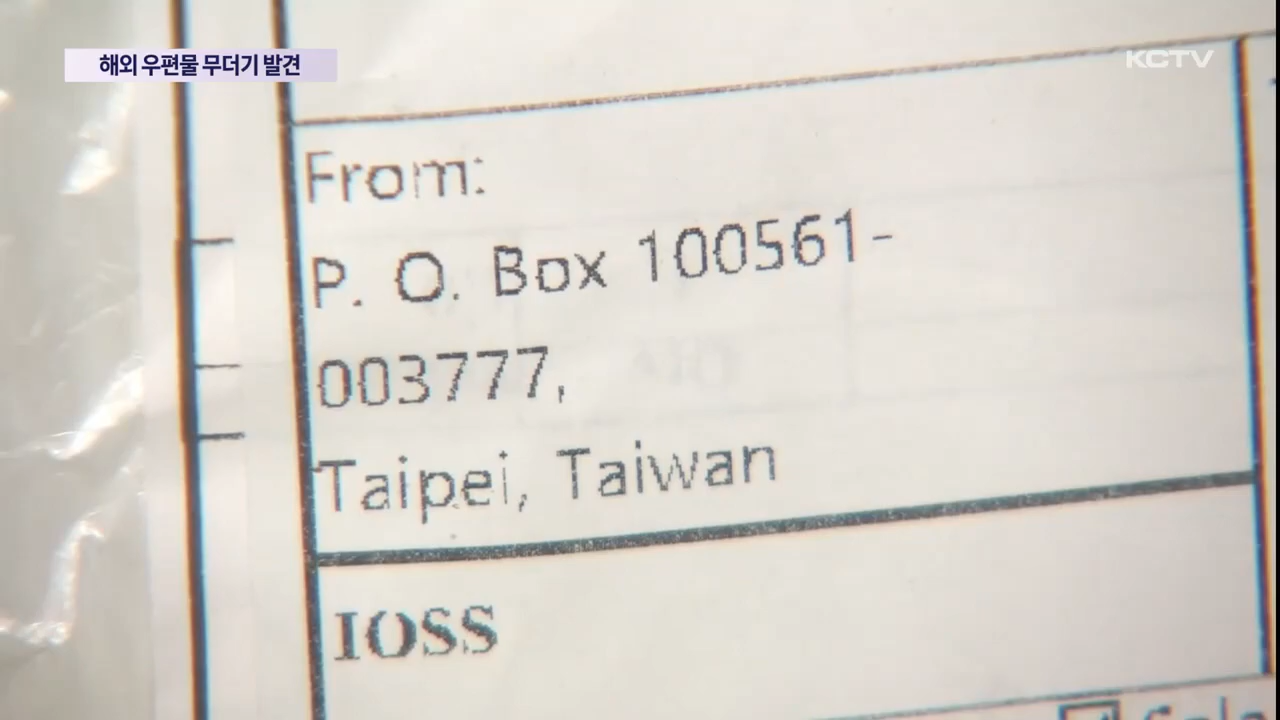 해외 우편물 무더기 발견
KCTV
From:
P. O. Box 100561-
003777,
Taipei, Taiwan
IOSS